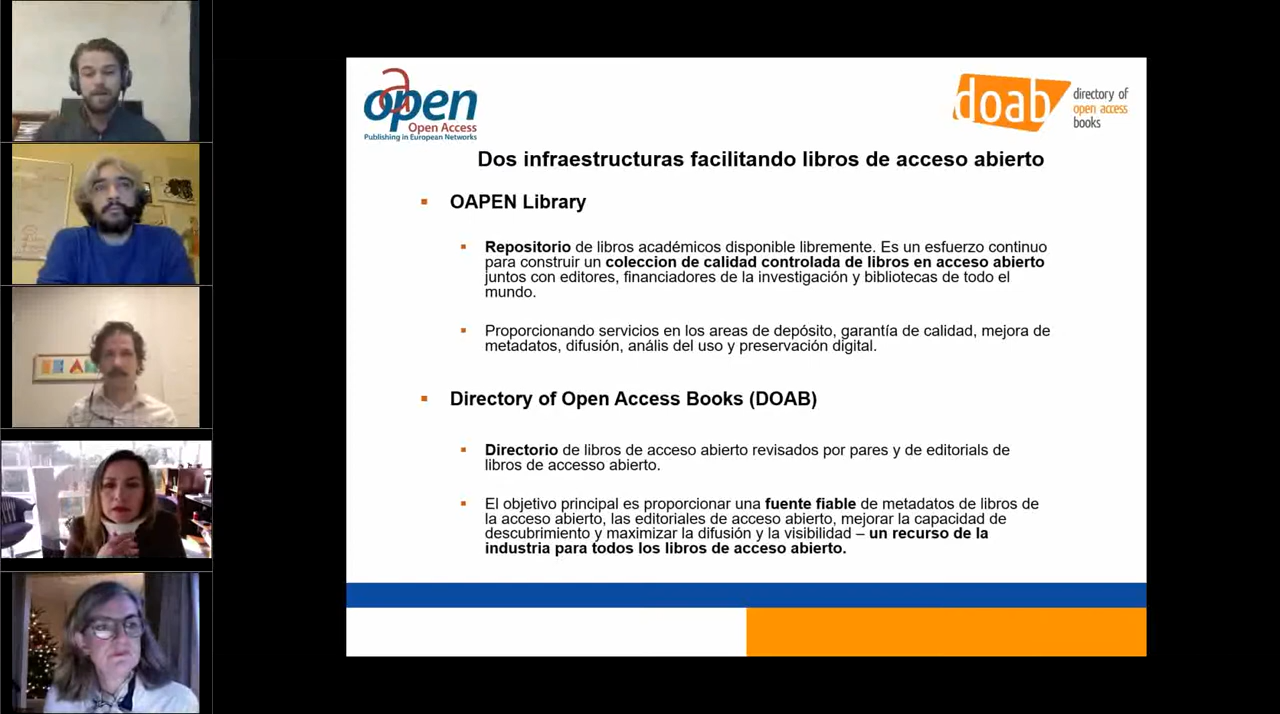 oapen
Open Access
Publishing in European Networks
doab
directory of
open access
books
Dos infraestructuras facilitando libros de acceso abierto
OAPEN Library
Repositorio de libros académicos disponible libremente. Es un esfuerzo continuo
para construir un coleccion de calidad controlada de libros en acceso abierto
juntos con editores, financiadores de la investigación y bibliotecas de todo el
mundo.
Proporcionando servicios en los areas de depósito, garantía de calidad, mejora de
metadatos, difusión, anális del uso y preservación digital.
Directory of Open Access Books (DOAB)
Directorio de libros de acceso abierto revisados por pares y de editorials de
libros de accesso abierto.
El objetivo principal es proporcionar una fuente fiable de metadatos de libros de
la acceso abierto, las editoriales de acceso abierto, mejorar la capacidad de
descubrimiento y maximizar la difusión y la visibilidad – un recurso de la
industria para todos los libros de acceso abierto.